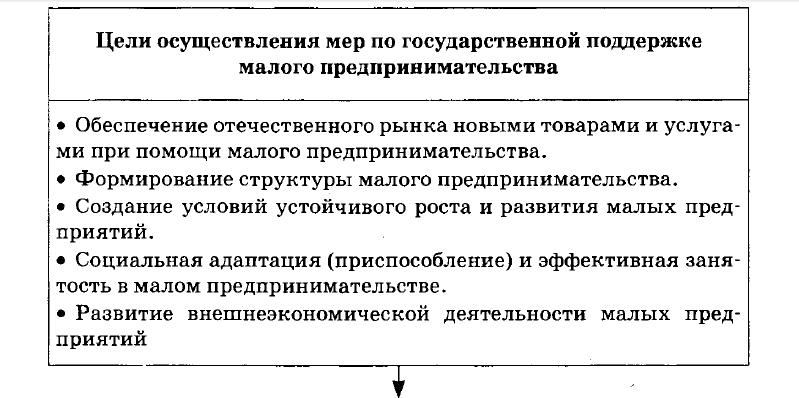 Цели осуществления мер по государственной поддержке
малого предпринимательства
• Обеспечение отечественного рынка новыми товарами и услуга-
ми при помощи малого предпринимательства.
• Формирование структуры малого предпринимательства.
• Создание условий устойчивого роста и развития малых пред-
приятий.
• Социальная адаптация (приспособление) и эффективная заня-
тость в малом предпринимательстве.
• Развитие внешнеэкономической деятельности малых пред-
приятий